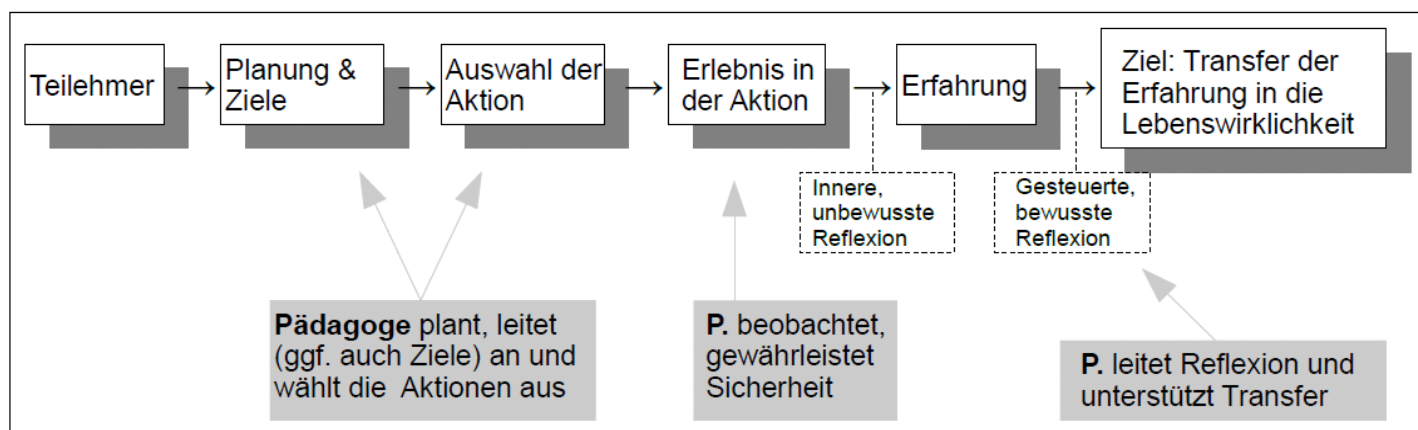 Teilehmer
Planung &
Ziele
Auswahl der
Aktion
Erlebnis in
der Aktion
Erfahrung
Ziel: Transfer der
Erfahrung in die
Lebenswirklichkeit
Innere,
unbewusste
Reflexion
Gesteuerte,
bewusste
Reflexion
Pädagoge plant, leitet
(ggf. auch Ziele) an und
wählt die Aktionen aus
P. beobachtet,
gewährleistet
Sicherheit
P. leitet Reflexion und
unterstützt Transfer